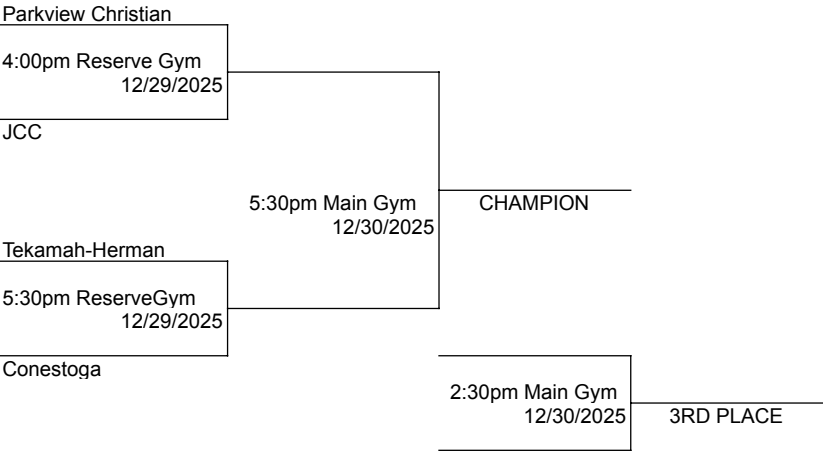 Parkview Christian
4:00pm Reserve Gym
12/29/2025
JCC
5:30pm Main Gym
12/30/2025
CHAMPION
Tekamah-Herman
5:30pm ReserveGym
12/29/2025
Conestoga
2:30pm Main Gym
12/30/2025
3RD PLACE